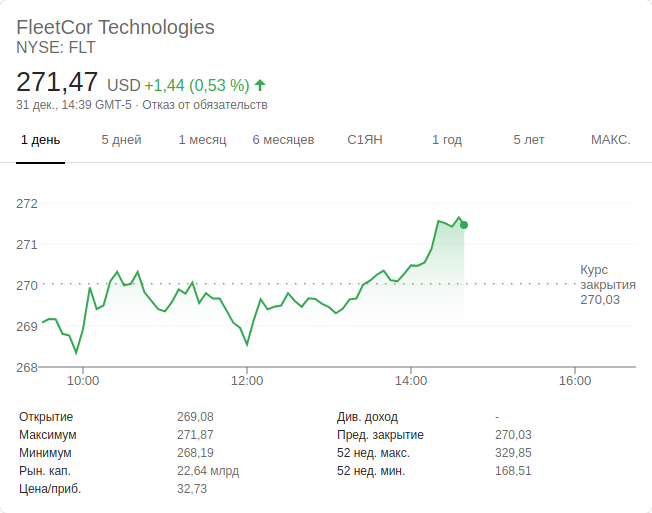 FleetCor Technologies
NYSE: FLT
271,47 USD +1,44 (0,53 %)
31 дек., 14:39 GMT-5 · Отказ от обязательств
1 день 5 дней 1 месяц 6 месяцев С1ЯН 1 год 5 лет МАКС.
272
271
270
269
268
Курс
закрытия
270,03
10:00 12:00 14:00 16:00
Открытие 269,08 Див. доход -
Максимум 271,87 Пред. закрытие 270,03
Минимум 268,19 52 нед. макс. 329,85
Рын. кап. 22,64 млрд 52 нед. мин. 168,51
Цена/приб. 32,73